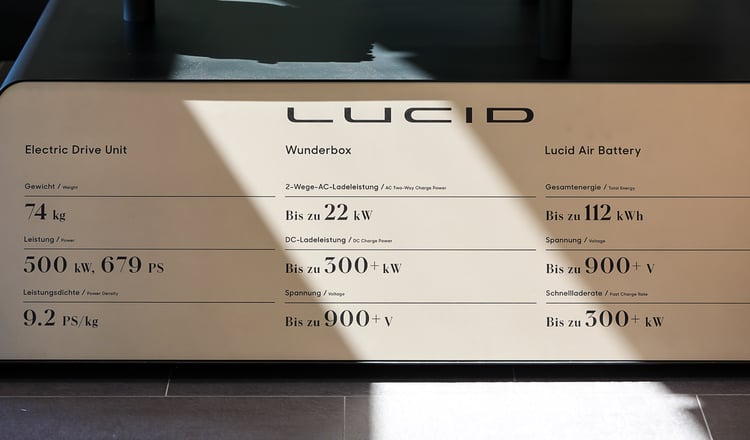 LUCID
Electric Drive Unit
Gewicht / Weight
74 kg
Leistung / Power
500 kW, 679 PS
Leistungsdichte / Power Density
9.2 PS/kg
Wunderbox
2-Wege-AC-Ladeleistung / AC Two-Way Charge Power
Bis zu 22 kW
DC-Ladeleistung / DC Charge Power
Bis zu 300+ kW
Spannung / Voltage
Bis zu 900+ V
Lucid Air Battery
Gesamtenergie / Total Energy
Bis zu 112 kWh
Spannung / Voltage
Bis zu 900+ V
Schnellladerate / Fast Charge Rate
Bis zu 300+ kW